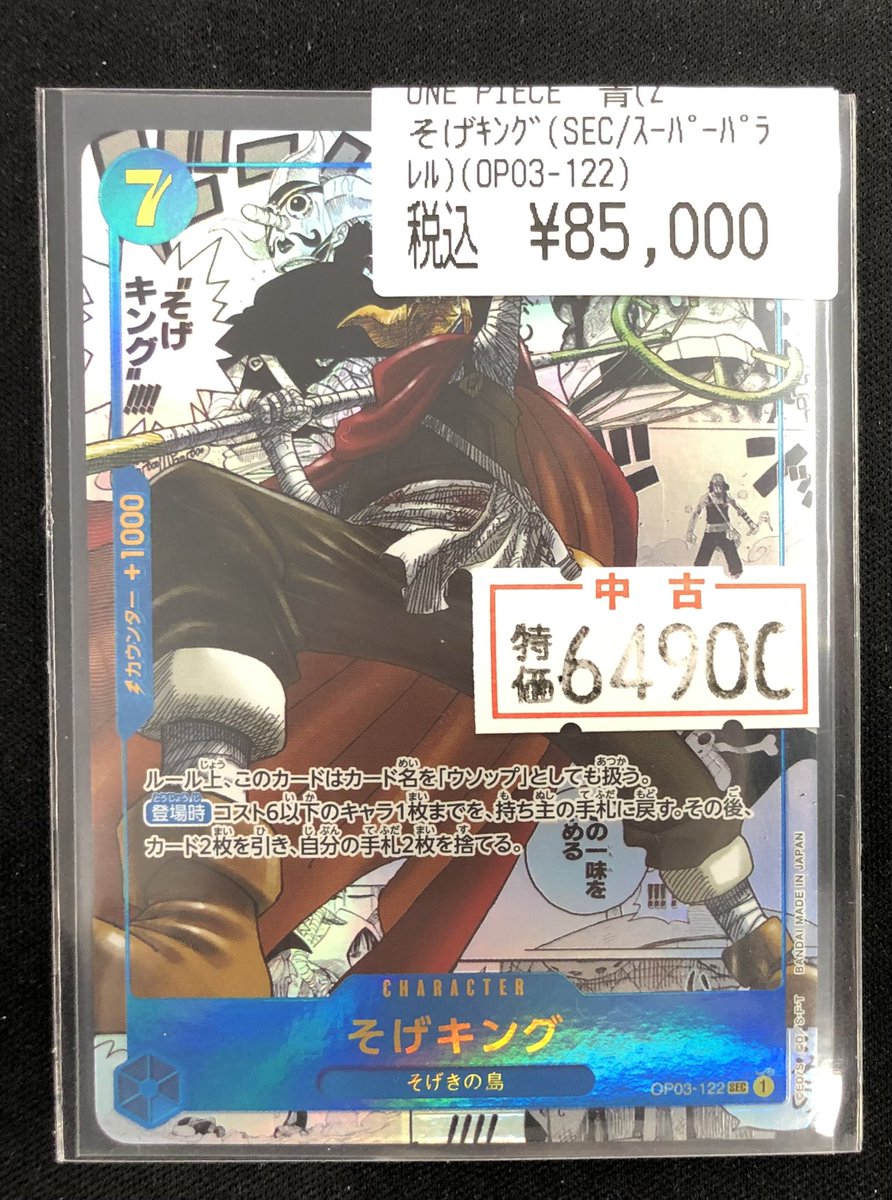 ONE PIECE 青(2
そげｷﾝｸﾞ(SEC/ｽｰﾊﾟｰﾊﾟﾗ
ﾚﾙ)(OP03-122)
税込 ¥85,000
7
"そげ
キング"!!!!
カウンター +1000
中古
特価 64900
ルール上、このカードはカード名を「ウソップ」としても扱う。
登場時 コスト6以下のキャラ1枚までを、持ち主の手札に戻す。その後、
カード2枚を引き、自分の手札2枚を捨てる。
の一味を
める
!!!
CHARACTER
そげキング
そげきの島
OP03-122 SEC 1
BANDAI MADE IN JAPAN